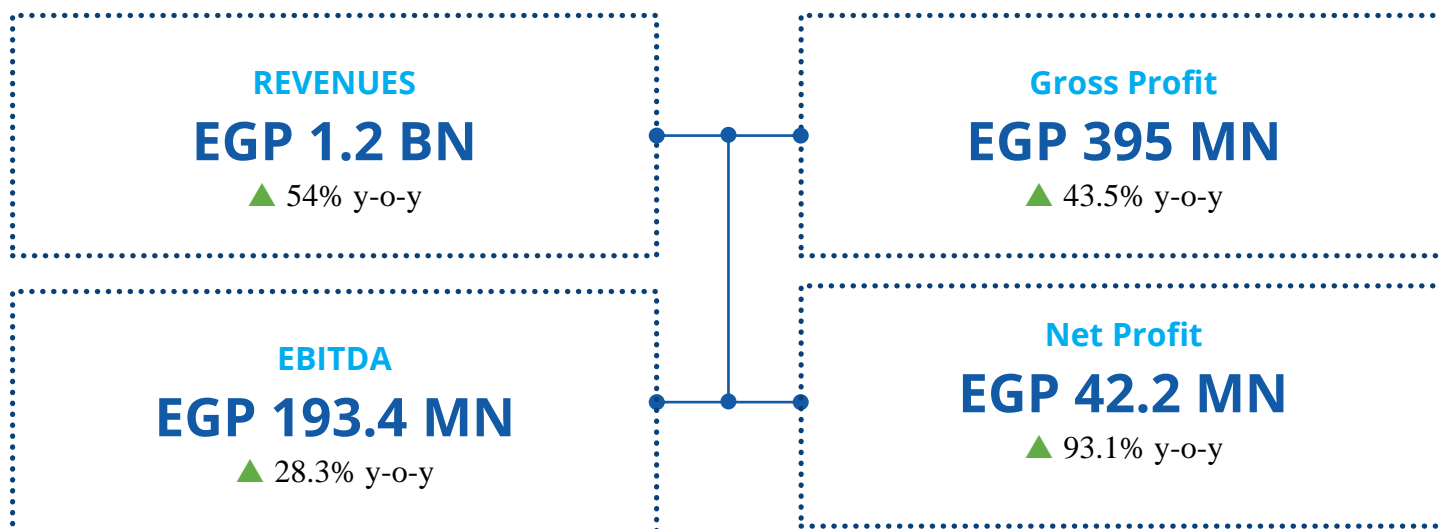 REVENUES
EGP 1.2 BN
54% y-o-y
Gross Profit
EGP 395 MN
43.5% y-o-y
EBITDA
EGP 193.4 MN
28.3% y-o-y
Net Profit
EGP 42.2 MN
93.1% y-o-y